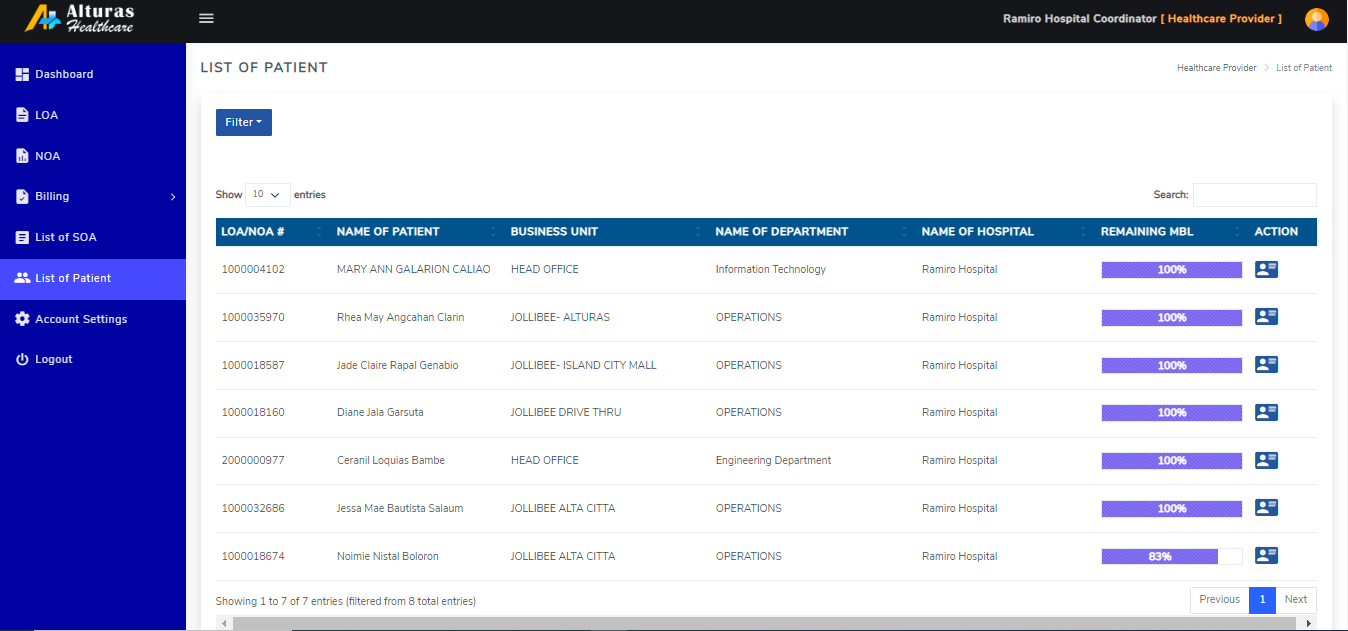 Alturas
Healthcare
Ramiro Hospital Coordinator [ Healthcare Provider ]
Dashboard
LOA
NOA
Billing
List of SOA
List of Patient
Account Settings
Logout
LIST OF PATIENT
Healthcare Provider > List of Patient
Filter
Show 10 entries
Search:
LOA/NOA # NAME OF PATIENT BUSINESS UNIT NAME OF DEPARTMENT NAME OF HOSPITAL REMAINING MBL ACTION
1000004102 MARY ANN GALARION CALIAO HEAD OFFICE Information Technology Ramiro Hospital 100%
1000035970 Rhea May Angcahan Clarin JOLLIBEE- ALTURAS OPERATIONS Ramiro Hospital 100%
1000018587 Jade Claire Rapal Genabio JOLLIBEE- ISLAND CITY MALL OPERATIONS Ramiro Hospital 100%
1000018160 Diane Jala Garsuta JOLLIBEE DRIVE THRU OPERATIONS Ramiro Hospital 100%
2000000977 Ceranil Loquias Bambe HEAD OFFICE Engineering Department Ramiro Hospital 100%
1000032686 Jessa Mae Bautista Salaum JOLLIBEE ALTA CITTA OPERATIONS Ramiro Hospital 100%
1000018674 Noimie Nistal Boloron JOLLIBEE ALTA CITTA OPERATIONS Ramiro Hospital 83%
Showing 1 to 7 of 7 entries (filtered from 8 total entries)
Previous 1 Next